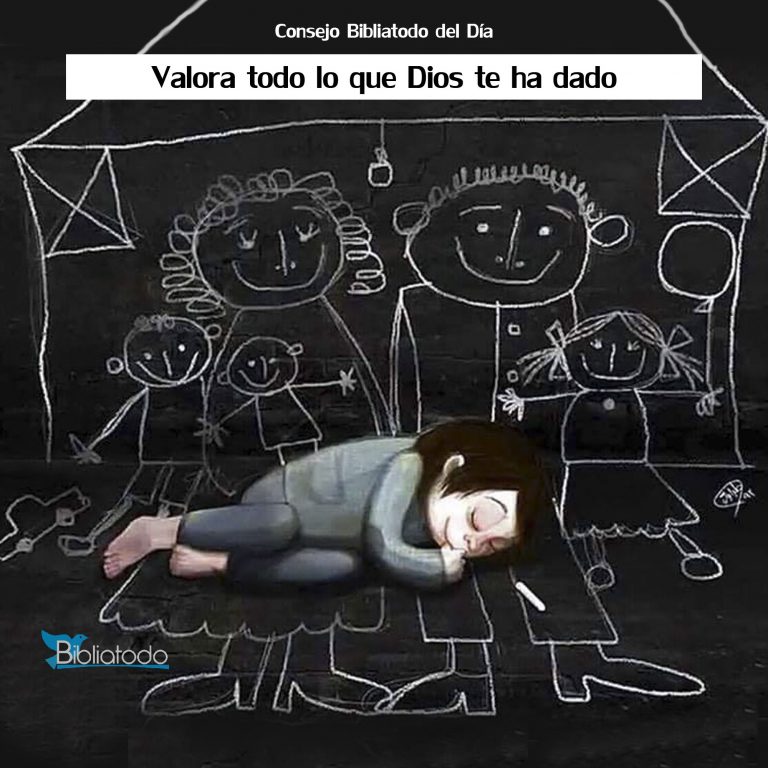 Consejo Bibliatodo del Día
Valora todo lo que Dios te ha dado
Bibliatodo